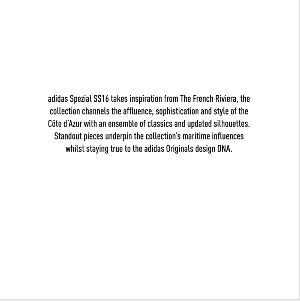 adidas Spezial SS16 takes inspiration from The French Riviera, the
collection channels the affluence, sophistication and style of the
Côte d'Azur with an ensemble of classics and updated silhouettes.
Standout pieces underpin the collection's maritime influences
whilst staying true to the adidas Originals design DNA.